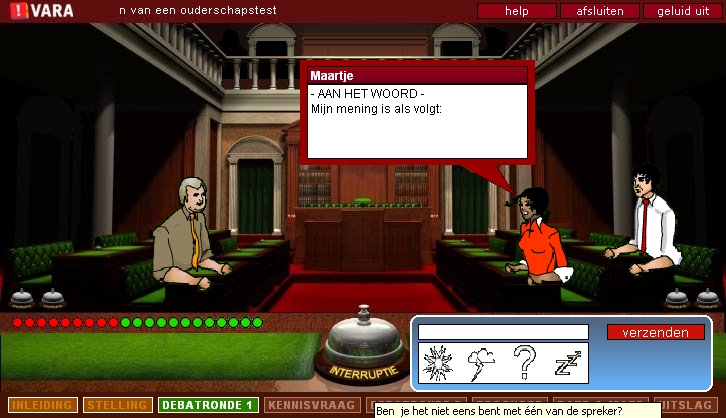 VARA
n van een ouderschapstest
help
afsluiten
geluid uit
Maartje
- AAN HET WOORD -
Mijn mening is als volgt:
INTERRUPTIE
verzenden
INLEIDING
STELLING
DEBATRONDE 1
KENNISVRAAG
UITSLAG
Ben je het niet eens bent met één van de spreker?